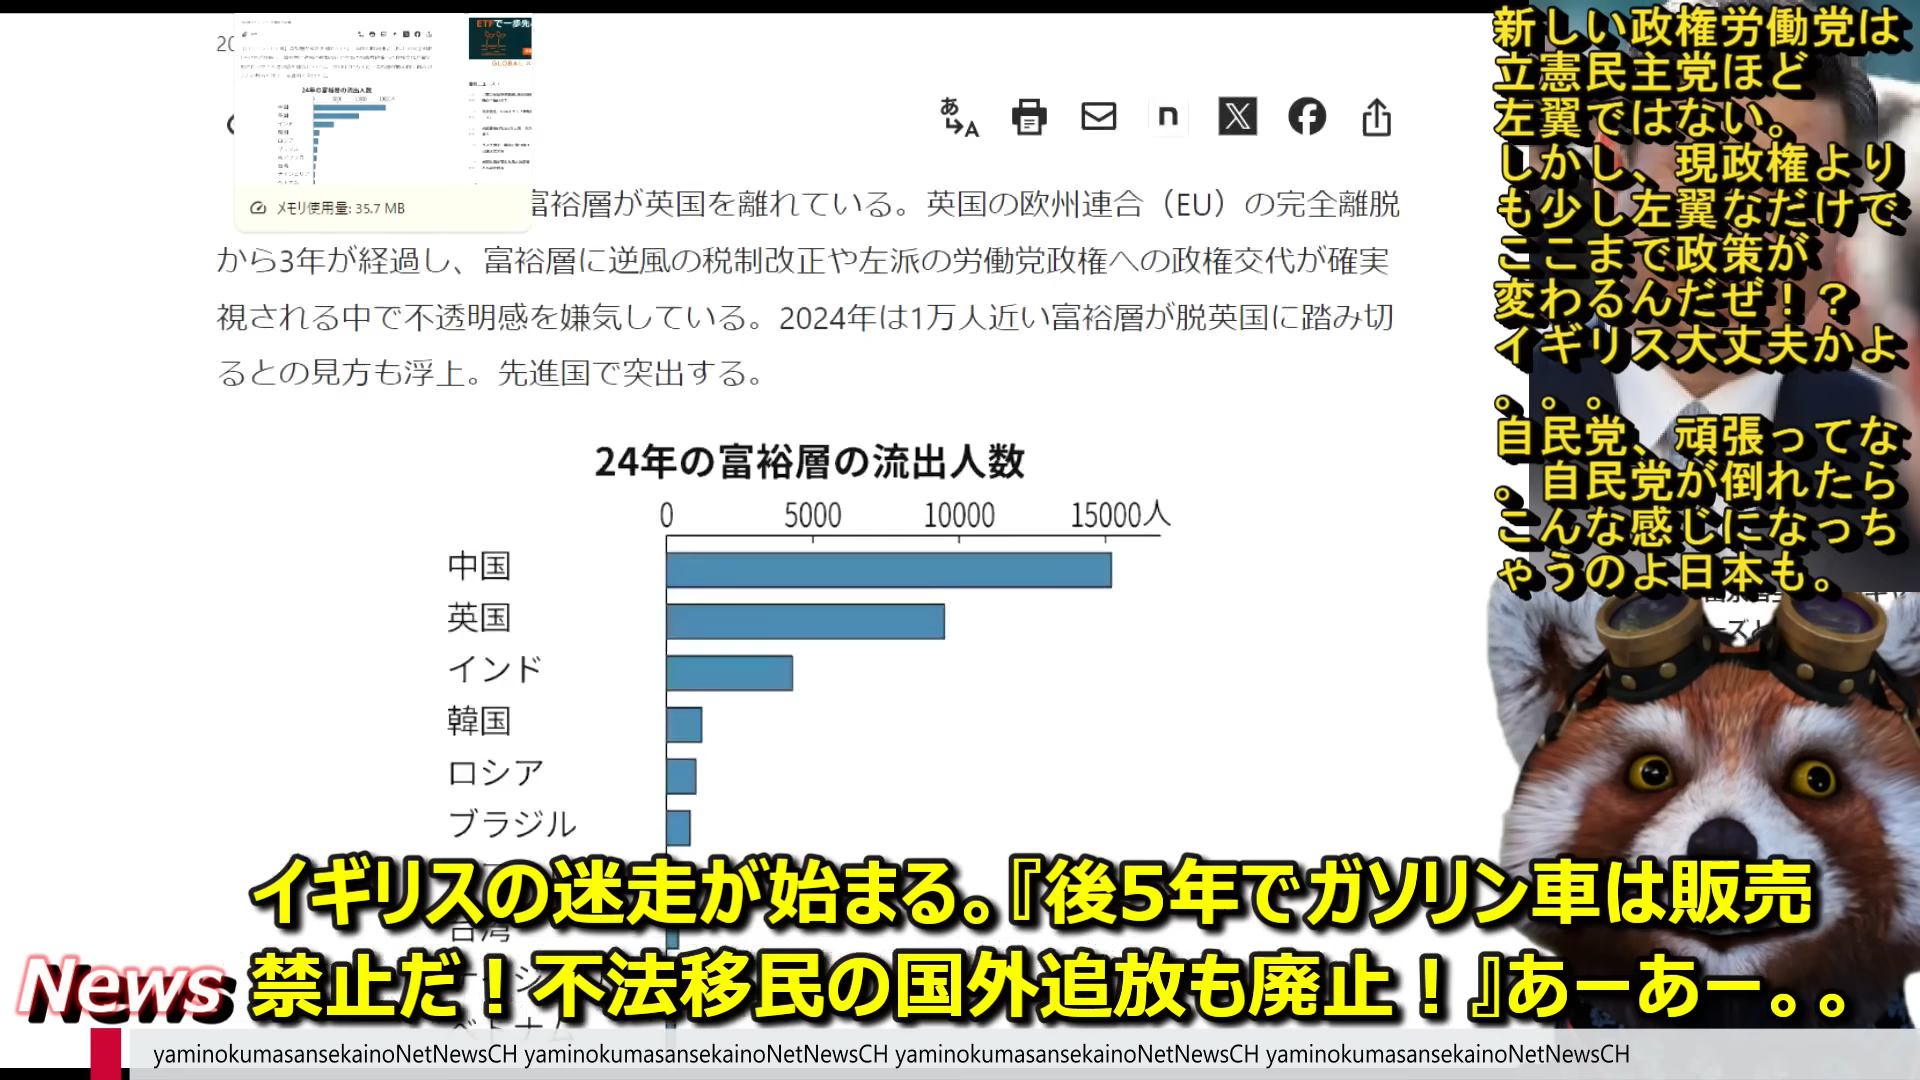 新しい政権労働党は
立憲民主党ほど
左翼ではない。
しかし、現政権より
も少し左翼なだけで
ここまで政策が
変わるんだぜ！？
イギリス大丈夫かよ
。。。
自民党、頑張ってな
。自民党が倒れたら
こんな感じになっち
ゃうのよ日本も。
ETFで一歩先
GLOBAL
メモリ使用量: 35.7 MB
富裕層が英国を離れている。英国の欧州連合（EU）の完全離脱
から3年が経過し、富裕層に逆風の税制改正や左派の労働党政権への政権交代が確実
視される中で不透明感を嫌気している。2024年は1万人近い富裕層が脱英国に踏み切
るとの見方も浮上。先進国で突出する。
24年の富裕層の流出人数
0 5000 10000 15000人
中国
英国
インド
韓国
ロシア
ブラジル
台湾
ベトナム
イギリスの迷走が始まる。『後5年でガソリン車は販売
禁止だ！不法移民の国外追放も廃止！』あーあー。。
News
yaminokumasansekainoNetNewsCH yaminokumasansekainoNetNewsCH yaminokumasansekainoNetNewsCH yaminokumasansekainoNetNewsCH